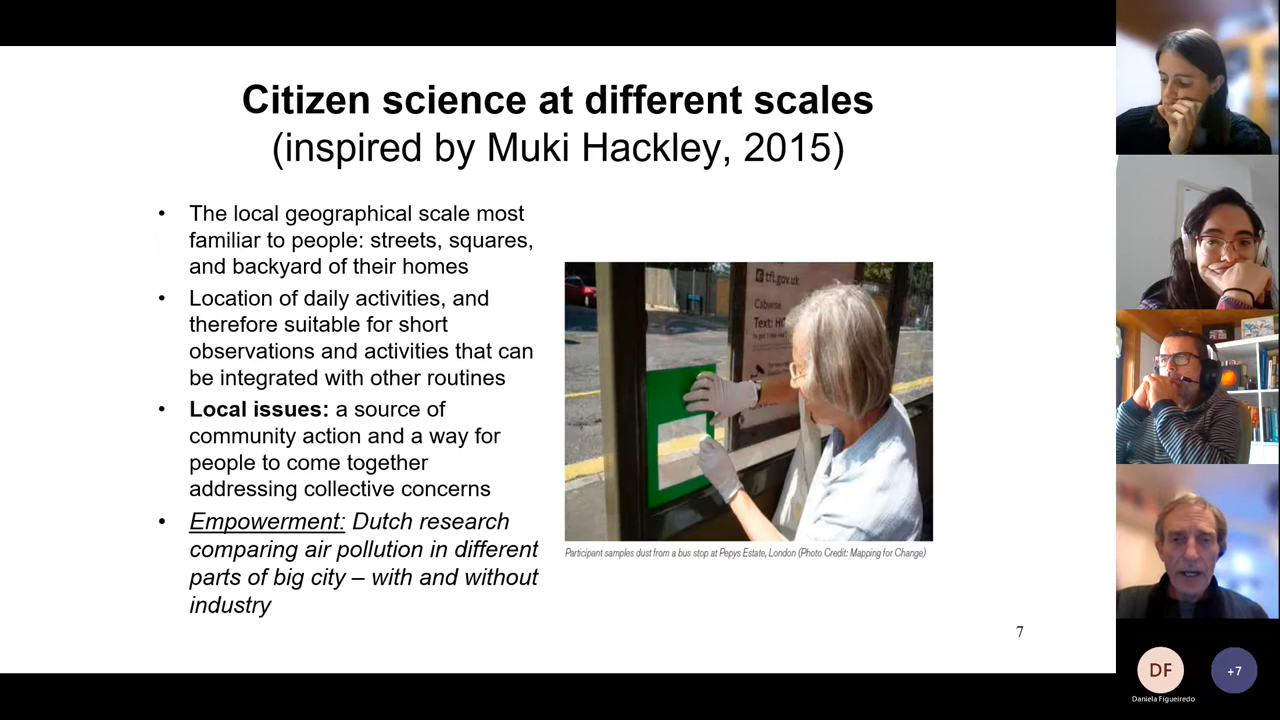 Citizen science at different scales
(inspired by Muki Hackley, 2015)
• The local geographical scale most
familiar to people: streets, squares,
and backyard of their homes
• Location of daily activities, and
therefore suitable for short
observations and activities that can
be integrated with other routines
• Local issues: a source of
community action and a way for
people to come together
addressing collective concerns
• Empowerment: Dutch research
comparing air pollution in different
parts of big city – with and without
industry
tfl.gov.uk
Text:
Participant samples dust from a bus stop at Pepys Estate, London (Photo Credit: Mapping for Change)
7
DF
+7
Daniela Figueiredo